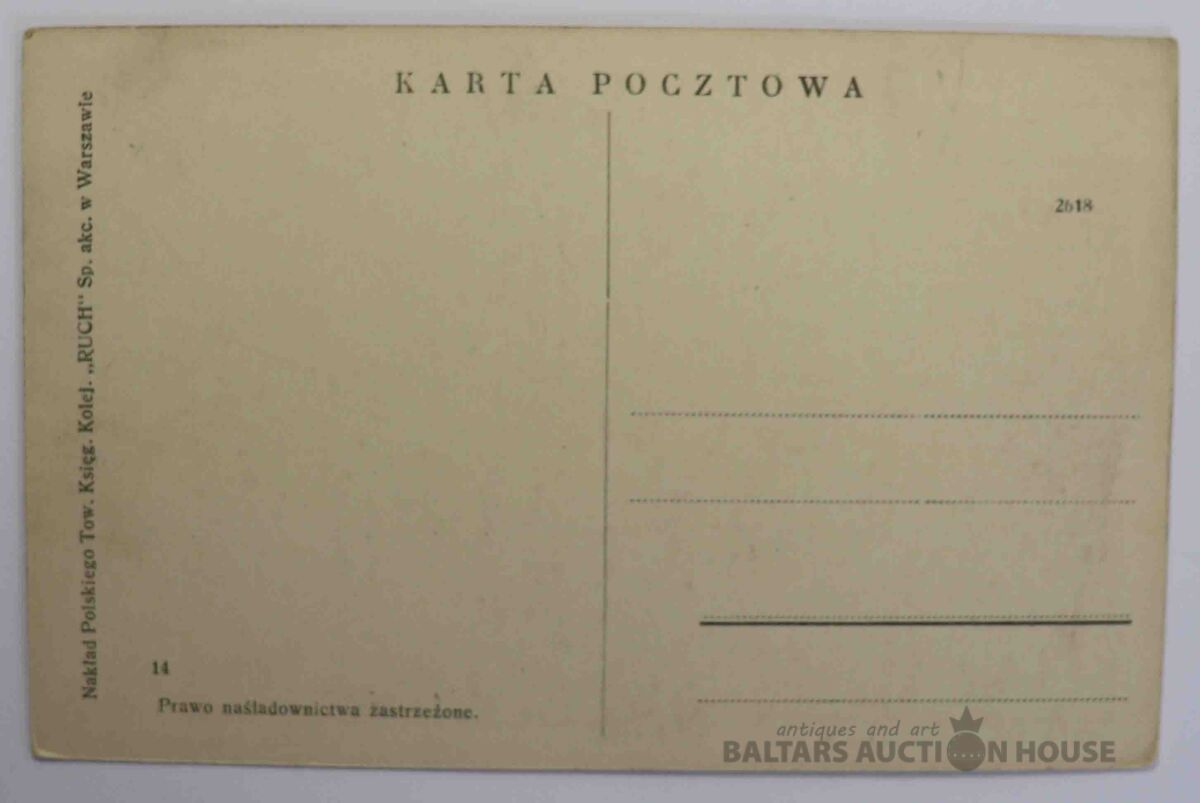 KARTA POCZTOWA
Nakład Polskiego Tow. Księg. Kolej. „RUCH" Sp. akc. w Warszawie
2618
14
Prawo naśladownictwa zastrzeżone.
antiques and art
BALTARS AUCTION HOUSE